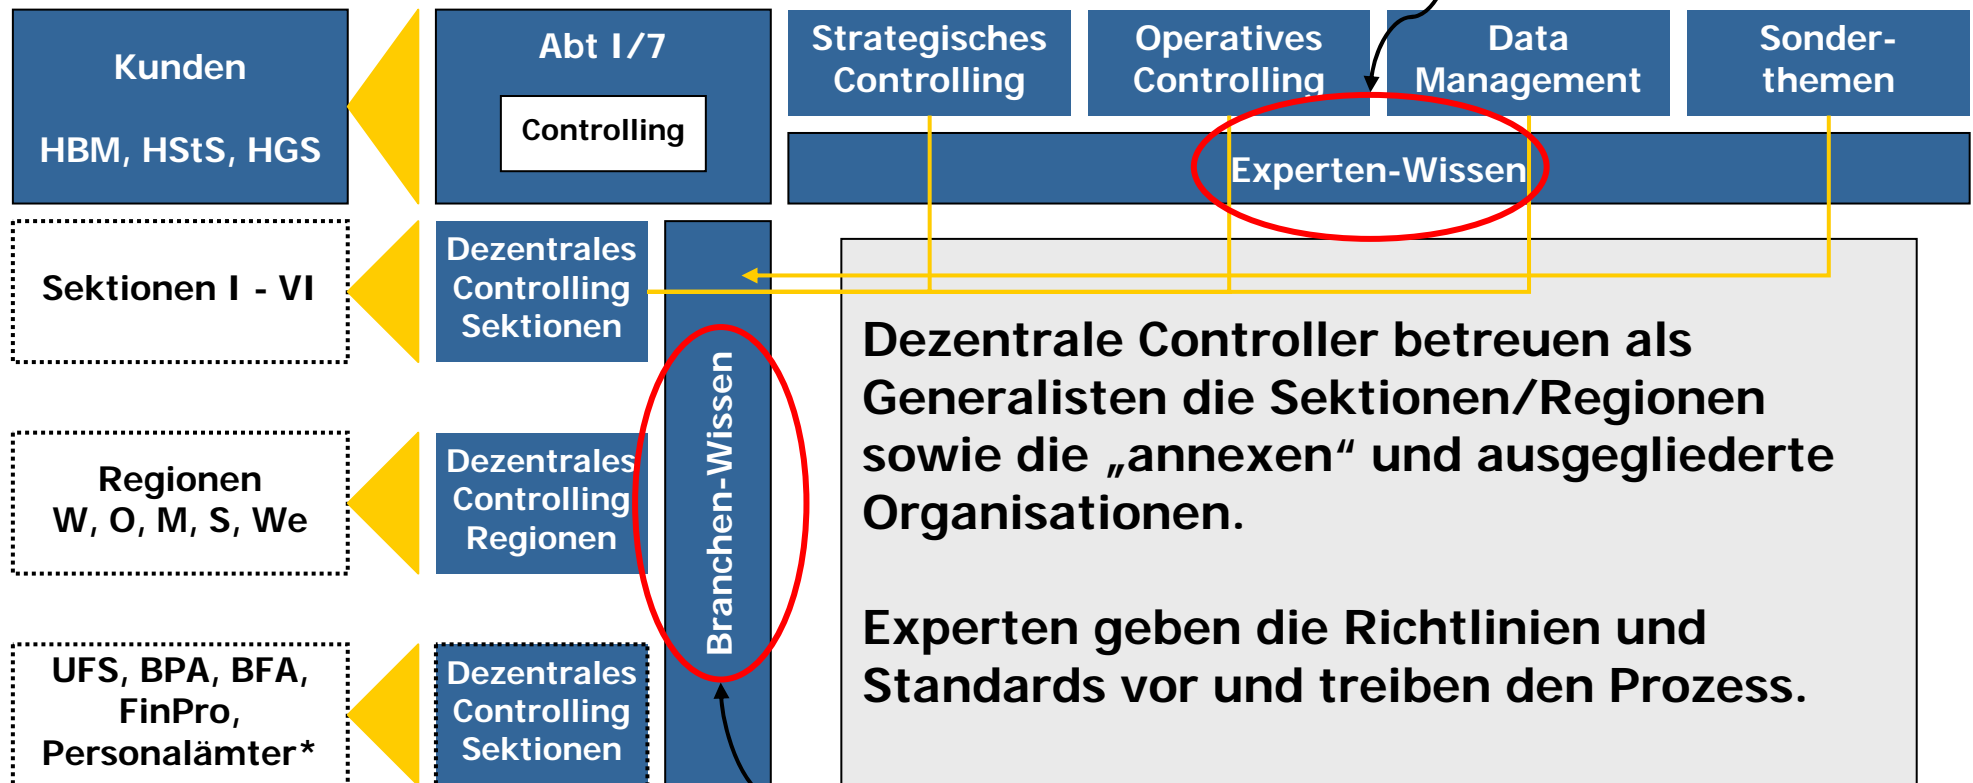 Kunden
HBM, HStS, HGS
Abt I/7
Controlling
Strategisches
Controlling
Operatives
Controlling
Data
Management
Sonder-
themen
Experten-Wissen
Sektionen I - VI
Dezentrales
Controlling
Sektionen
Branchen-Wissen
Regionen
W, O, M, S, We
Dezentrales
Controlling
Regionen
UFS, BPA, BFA,
FinPro,
Personalämter*
Dezentrales
Controlling
Sektionen
Dezentrale Controller betreuen als
Generalisten die Sektionen/Regionen
sowie die „annexen“ und ausgegliederte
Organisationen.
Experten geben die Richtlinien und
Standards vor und treiben den Prozess.